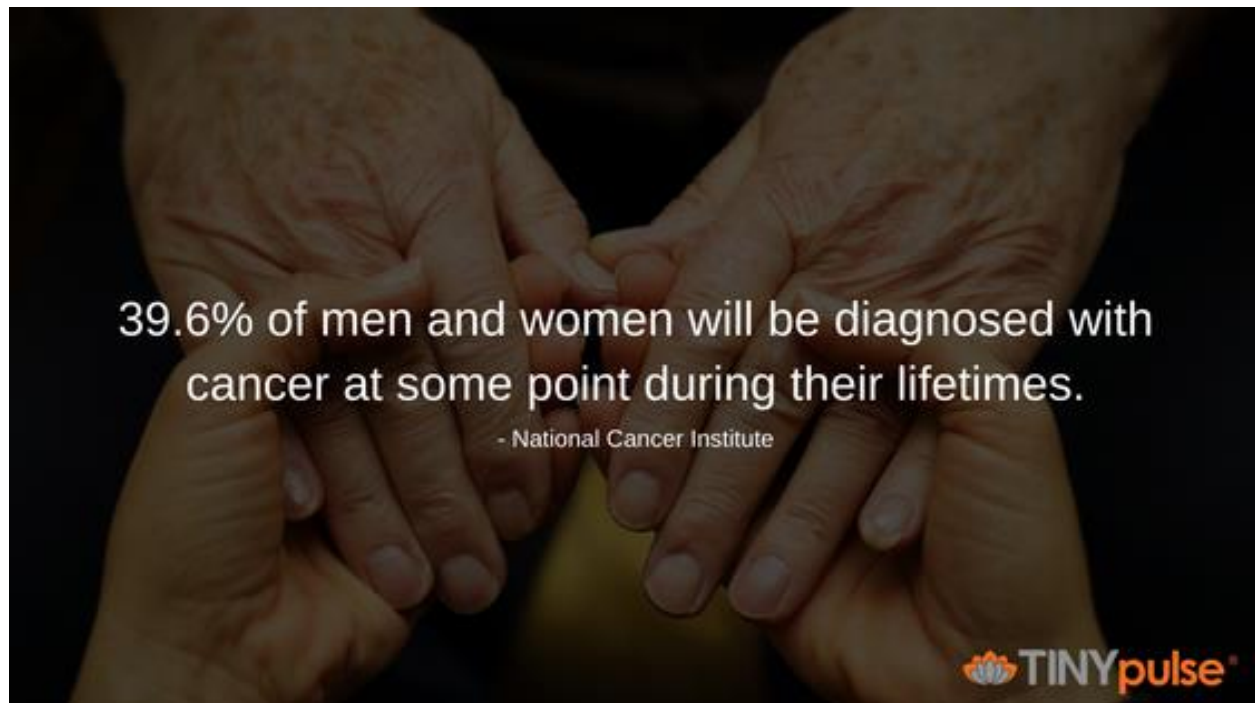 39.6% of men and women will be diagnosed with
cancer at some point during their lifetimes.
- National Cancer Institute
TINYpulse